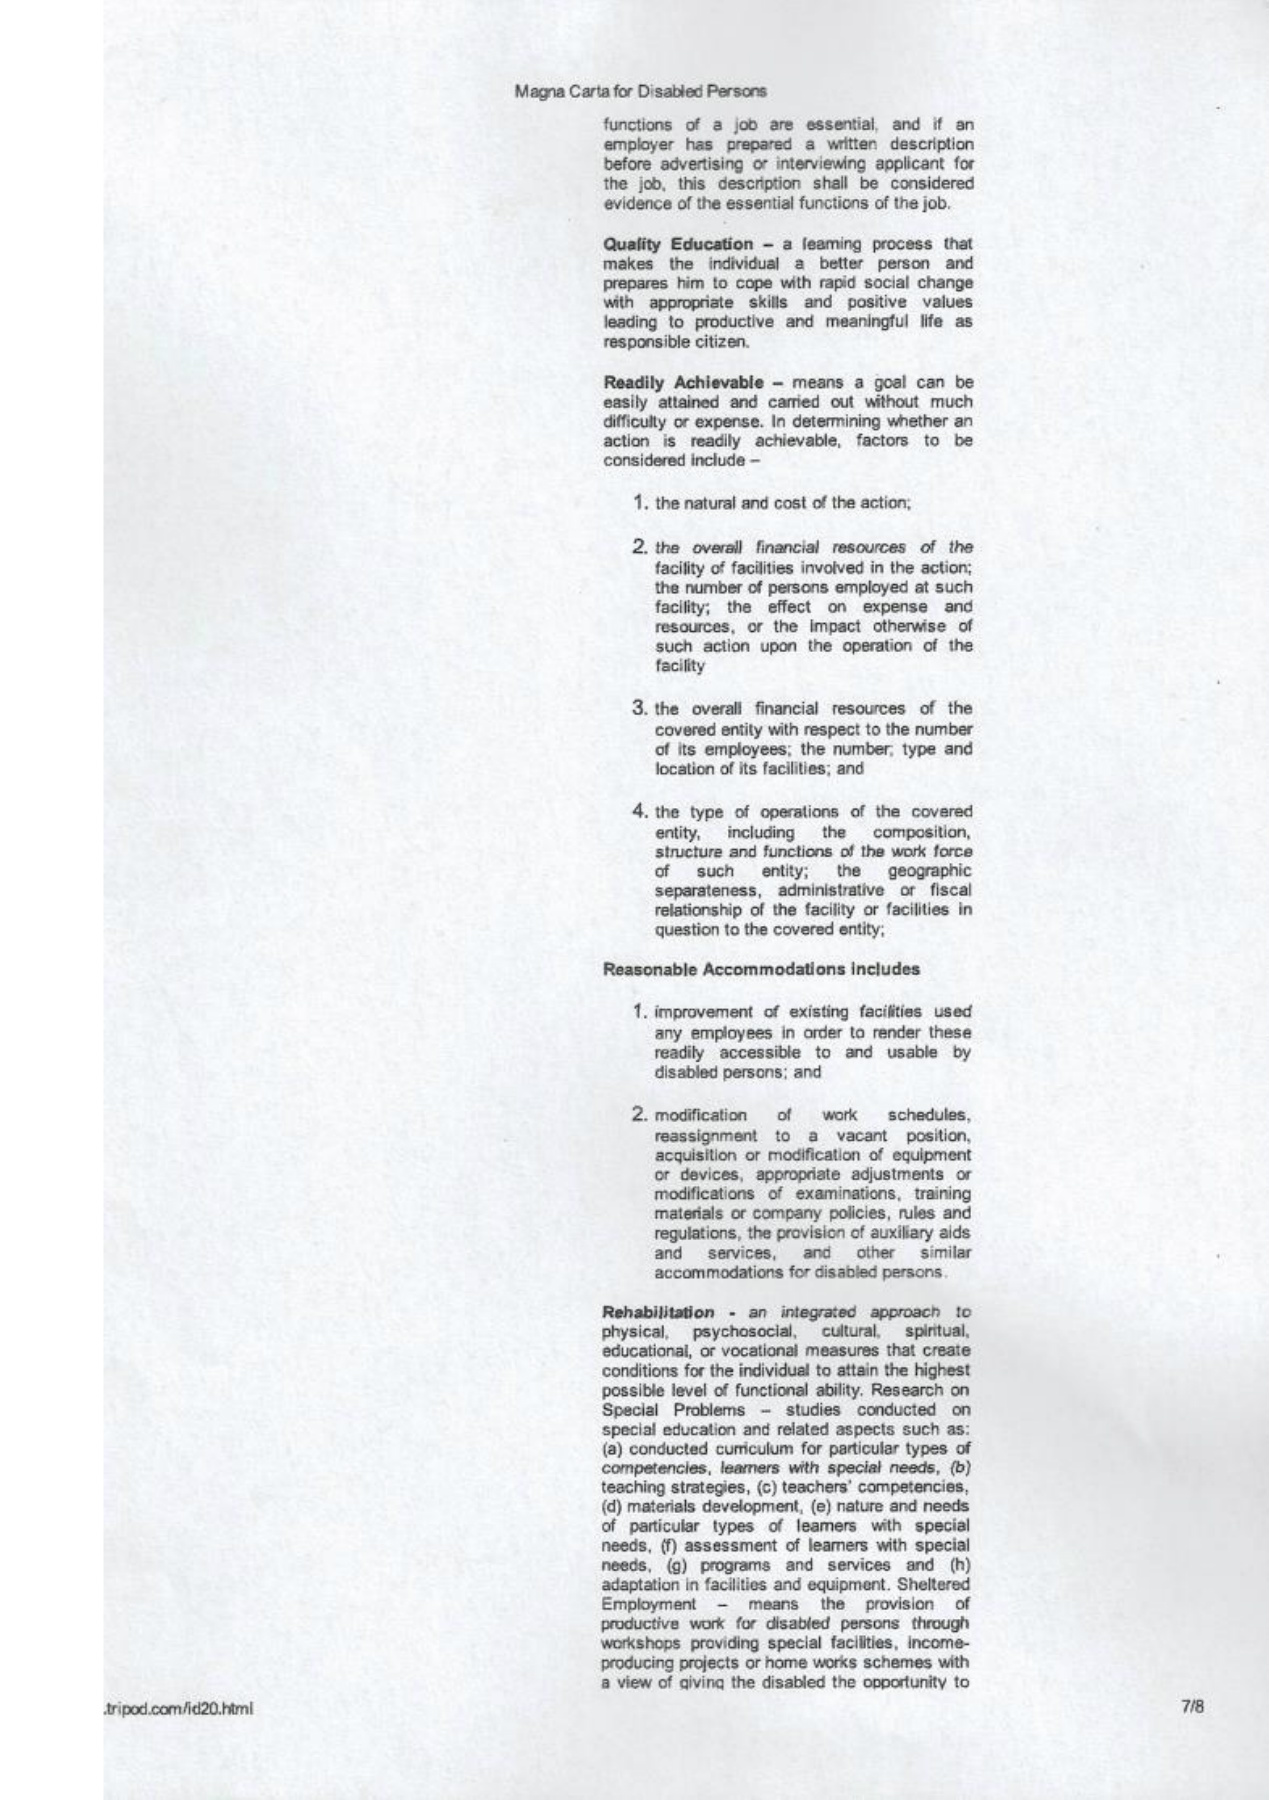 Magna Carta for Disabled Persons
functions of a job are essential, and if an
employer has prepared a written description
before advertising or interviewing applicant for
the job, this description shall be considered
evidence of the essential functions of the job.
Quality Education – a learning process that
makes the individual a better person and
prepares him to cope with rapid social change
with appropriate skills and positive values
leading to productive and meaningful life as
responsible citizen.
Readily Achievable – means a goal can be
easily attained and carried out without much
difficulty or expense. In determining whether an
action is readily achievable, factors to be
considered include –
1. the natural and cost of the action;
2. the overall financial resources of the
facility of facilities involved in the action;
the number of persons employed at such
facility; the effect on expense and
resources, or the impact otherwise of
such action upon the operation of the
facility
3. the overall financial resources of the
covered entity with respect to the number
of its employees; the number, type and
location of its facilities; and
4. the type of operations of the covered
entity, including the composition,
structure and functions of the work force
of such entity; the geographic
separateness, administrative or fiscal
relationship of the facility or facilities in
question to the covered entity;
Reasonable Accommodations includes
1. improvement of existing facilities used
any employees in order to render these
readily accessible to and usable by
disabled persons; and
2. modification of work schedules,
reassignment to a vacant position,
acquisition or modification of equipment
or devices, appropriate adjustments or
modifications of examinations, training
materials or company policies, rules and
regulations, the provision of auxiliary aids
and services, and other similar
accommodations for disabled persons.
Rehabilitation - an integrated approach to
physical, psychosocial, cultural, spiritual,
educational, or vocational measures that create
conditions for the individual to attain the highest
possible level of functional ability. Research on
Special Problems – studies conducted on
special education and related aspects such as:
(a) conducted curriculum for particular types of
competencies, learners with special needs, (b)
teaching strategies, (c) teachers' competencies,
(d) materials development, (e) nature and needs
of particular types of learners with special
needs, (f) assessment of learners with special
needs, (g) programs and services and (h)
adaptation in facilities and equipment. Sheltered
Employment – means the provision of
productive work for disabled persons through
workshops providing special facilities, income-
producing projects or home works schemes with
a view of giving the disabled the opportunity to
.tripod.com/id20.html
7/8